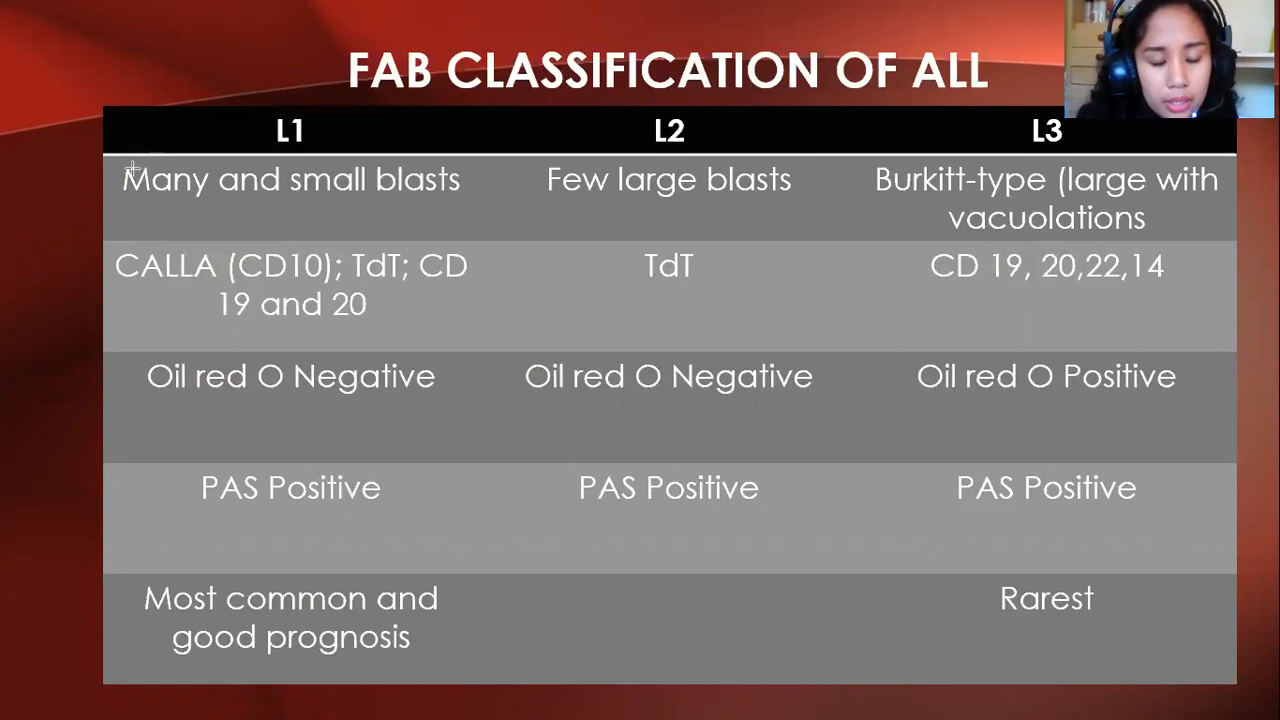 FAB CLASSIFICATION OF ALL
L1 L2 L3
Many and small blasts Few large blasts Burkitt-type (large with
vacuolations
CALLA (CD10); TdT; CD TdT CD 19, 20,22,14
19 and 20
Oil red O Negative Oil red O Negative Oil red O Positive
PAS Positive PAS Positive PAS Positive
Most common and Rarest
good prognosis